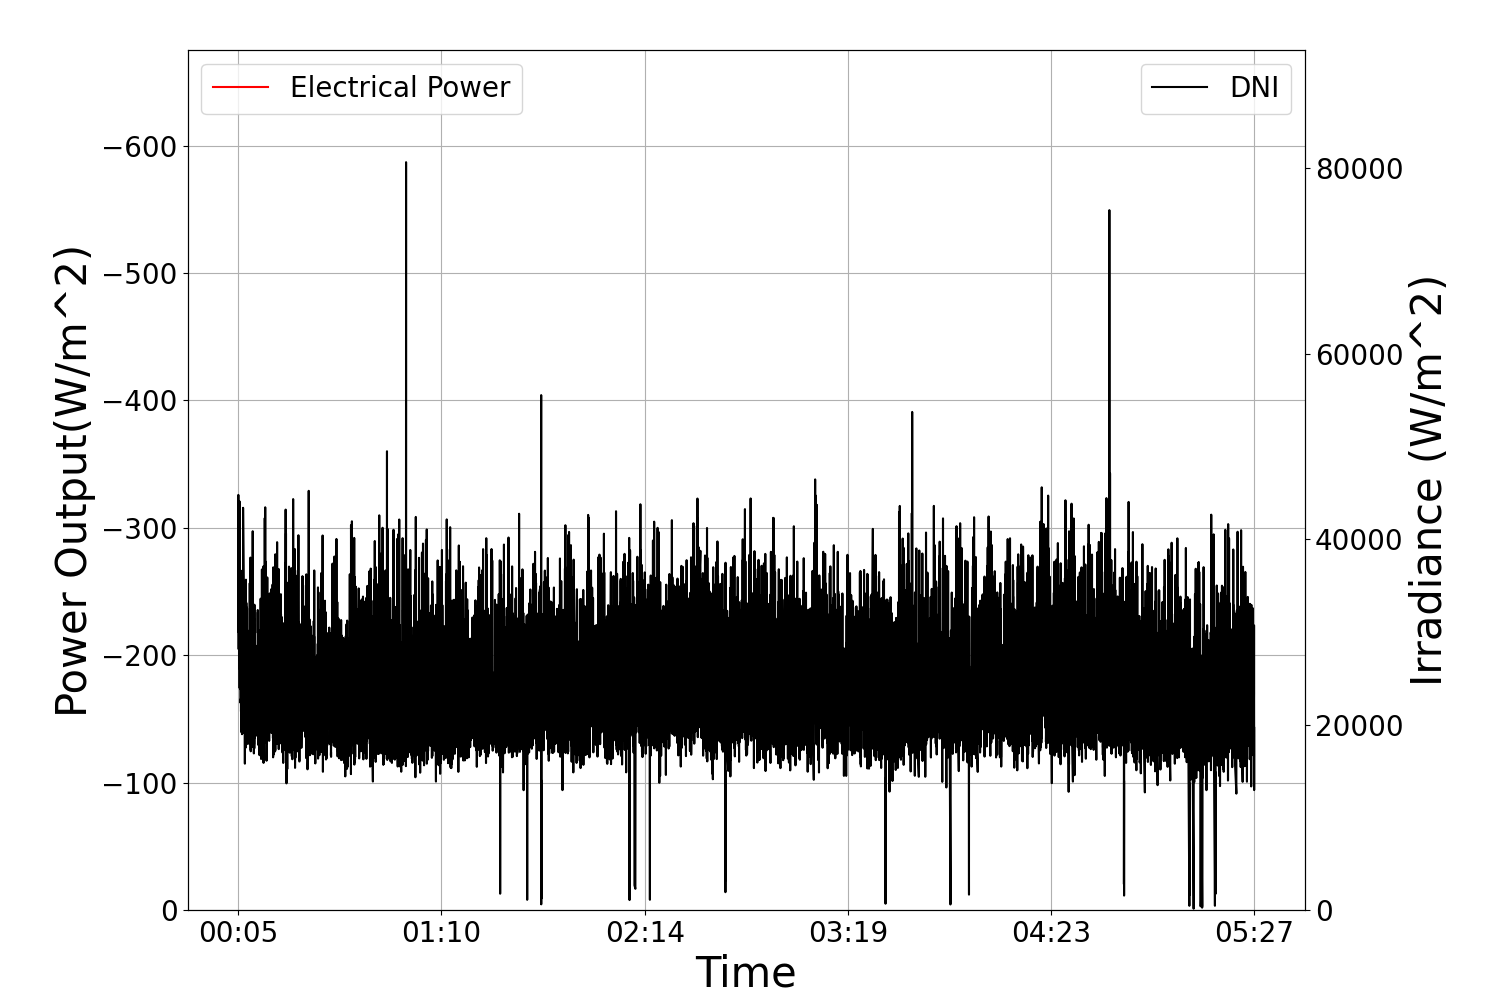 Electrical Power
DNI
Power Output(W/m^2)
−600
−500
−400
−300
−200
−100
0
80000
60000
40000
20000
0
Irradiance (W/m^2)
00:05 01:10 02:14 03:19 04:23 05:27
Time